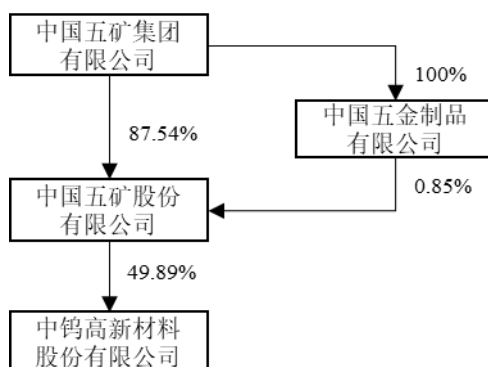 中国五矿集团
有限公司
100%
中国五金制品
有限公司
87.54%
0.85%
中国五矿股份
有限公司
49.89%
中钨高新材料
股份有限公司